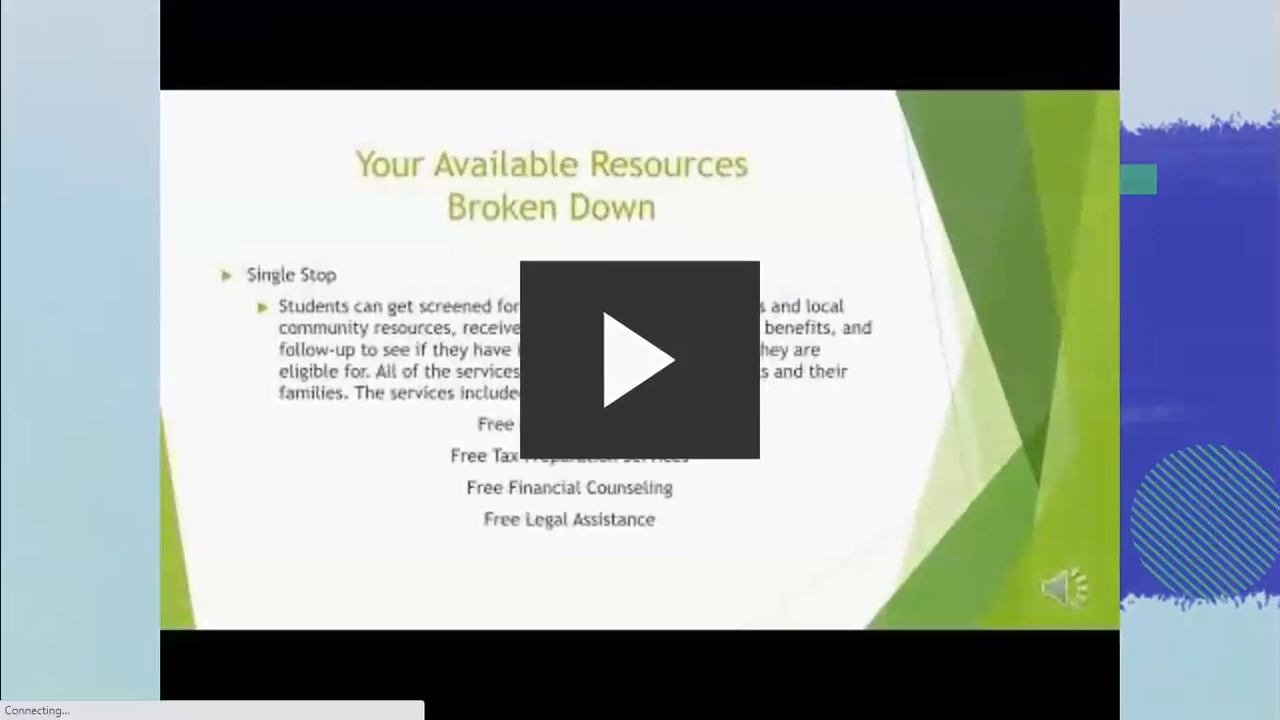 Your Available Resources
Broken Down
Single Stop
Students can get screened for and local
community resources, receive benefits, and
follow-up to see if they have they are
eligible for. All of the services and their
families. The services include
Free
Free Tax Preparation Services
Free Financial Counseling
Free Legal Assistance
Connecting...